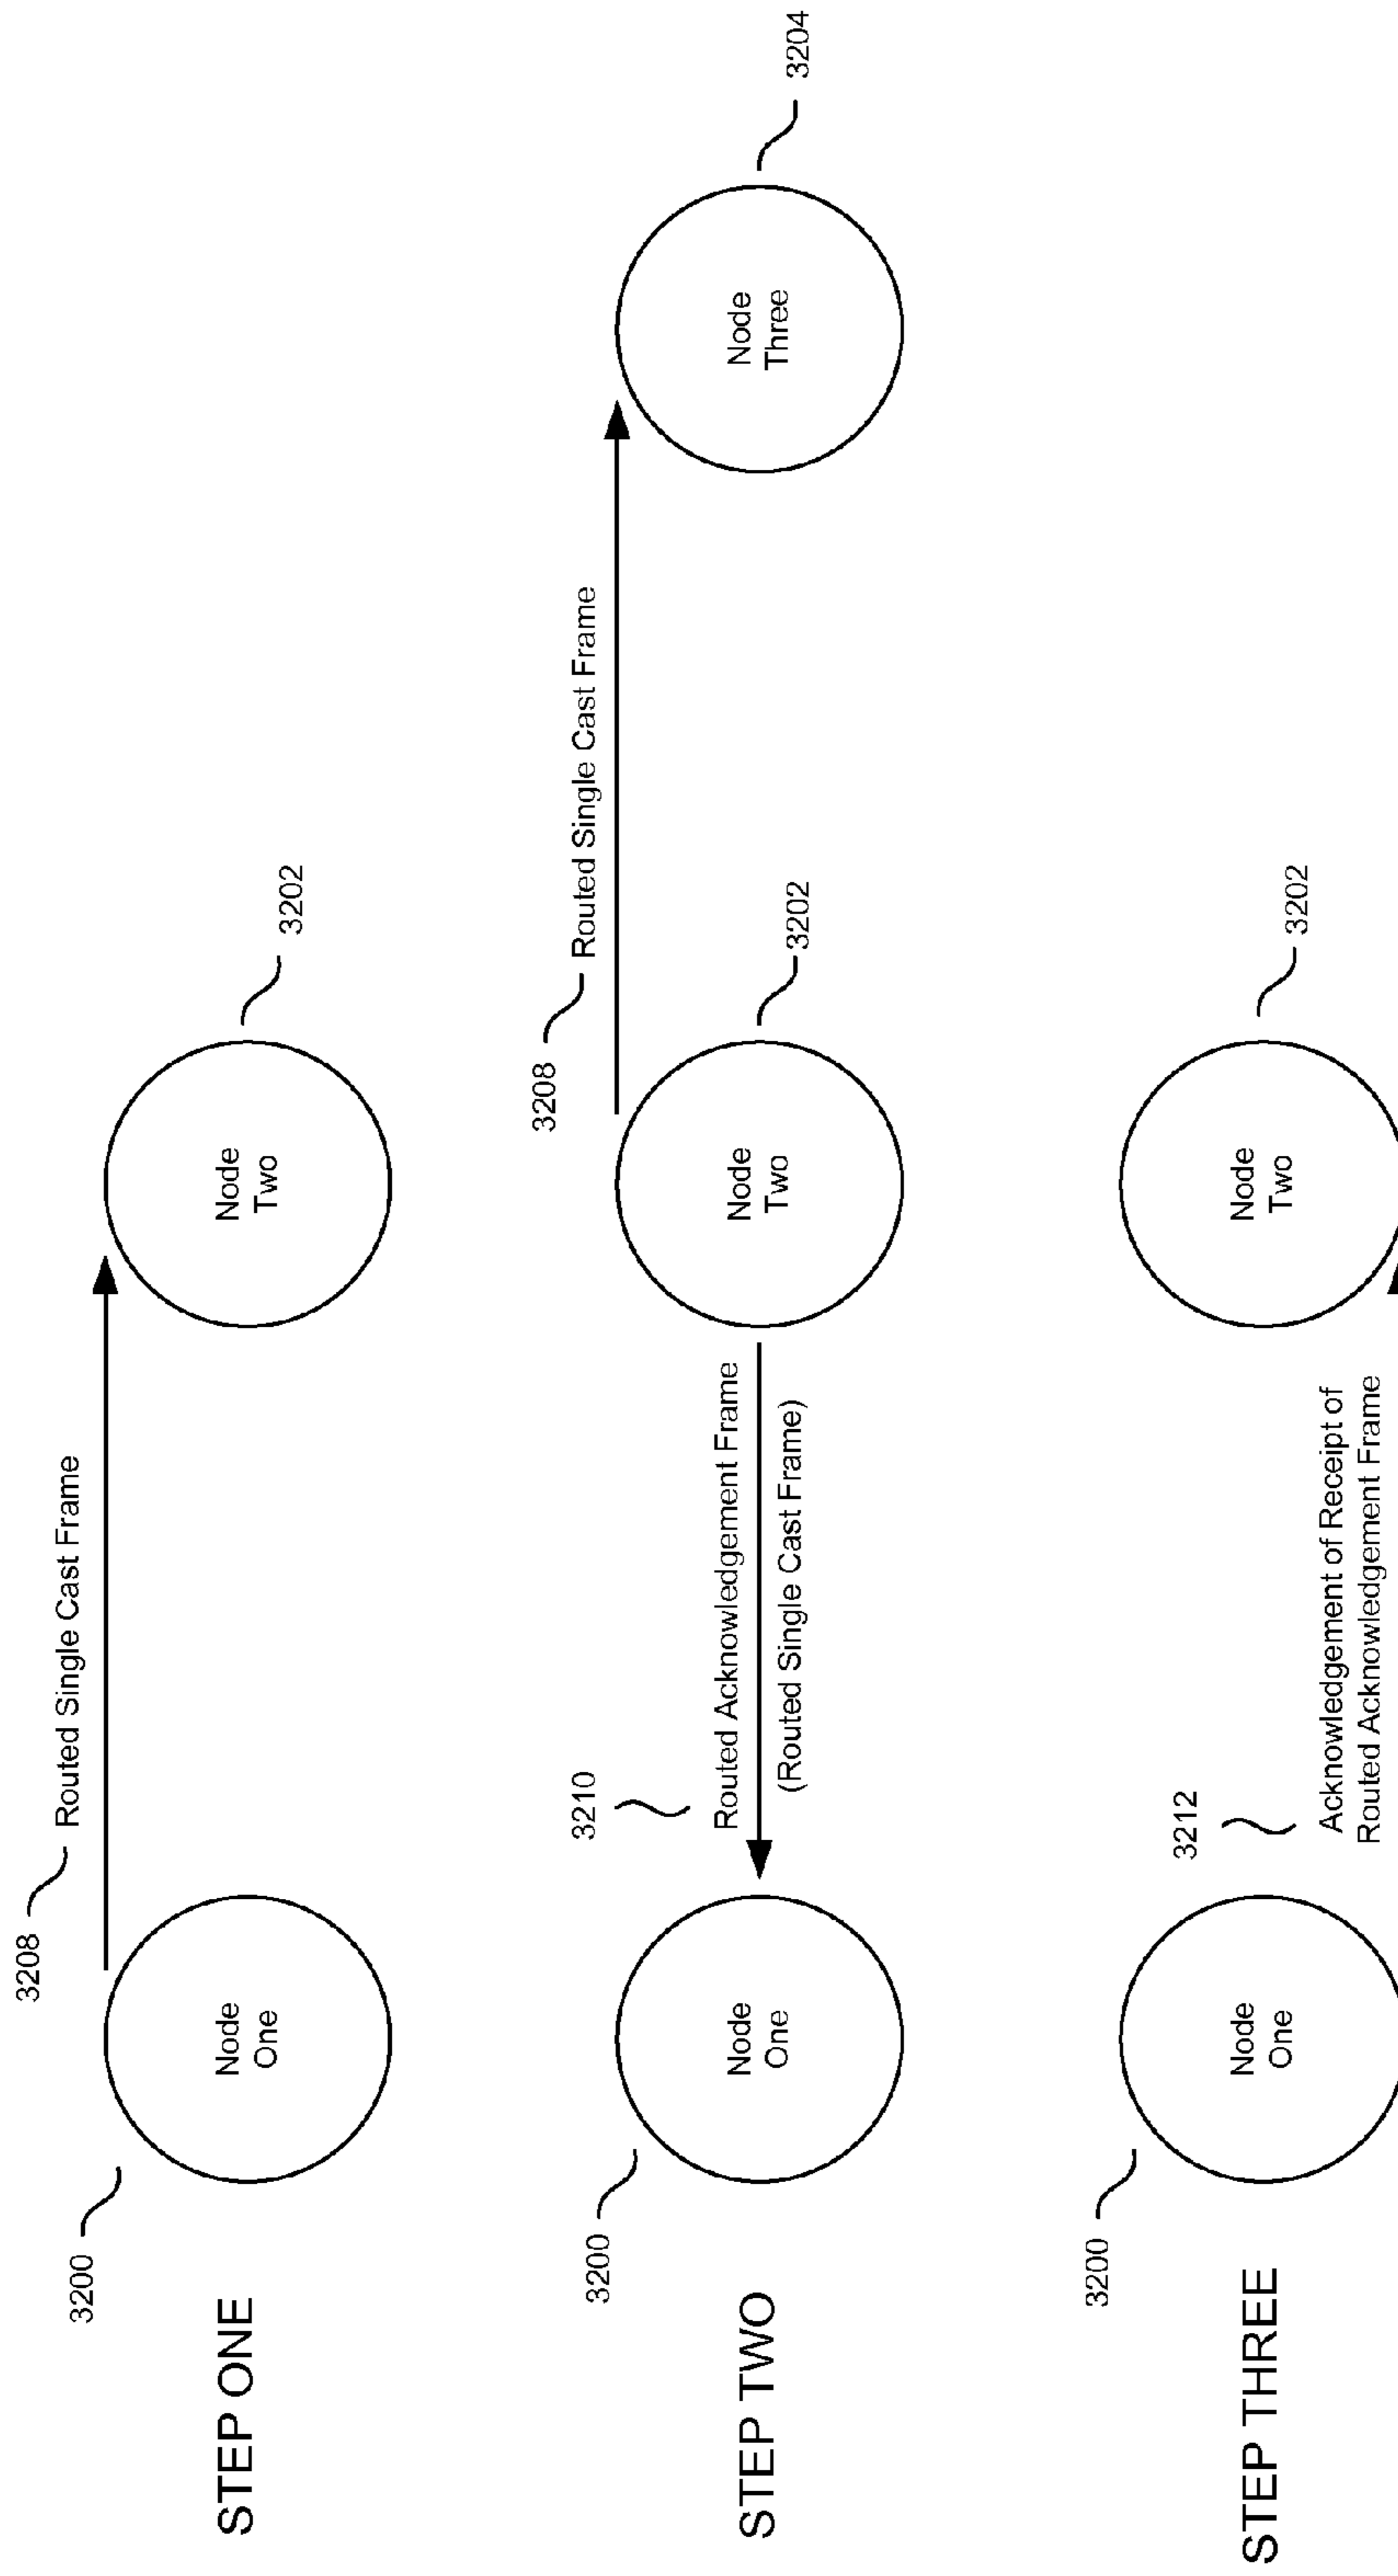 STEP ONE
3200
Node
One
3208
Routed Single Cast Frame
Node
Two
3202
STEP TWO
3200
Node
One
3210
Routed Acknowledgement Frame
(Routed Single Cast Frame)
Node
Two
3202
3208
Routed Single Cast Frame
Node
Three
3204
STEP THREE
3200
Node
One
3212
Acknowledgement of Receipt of
Routed Acknowledgement Frame
Node
Two
3202